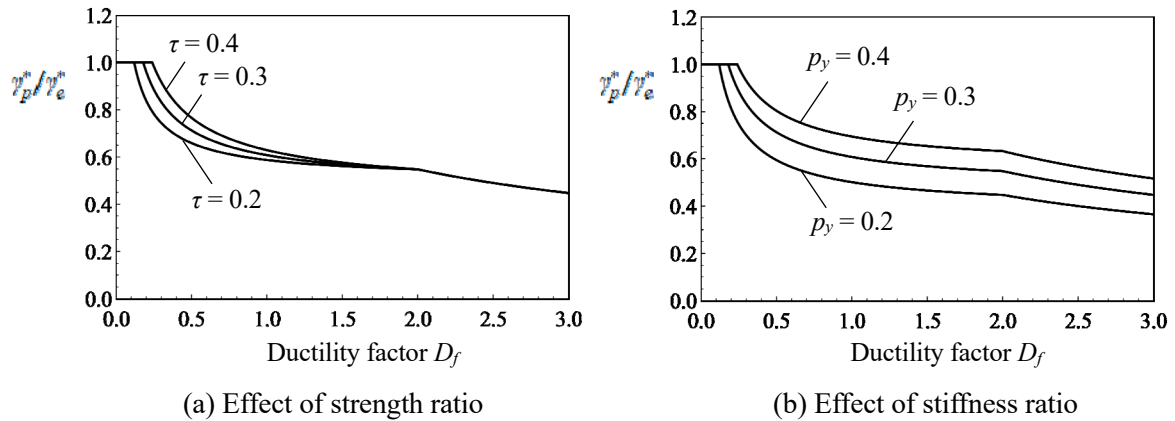 1.2
1.0
0.8
0.6
0.4
0.2
0.0
γ*p/γ*e
τ = 0.4
τ = 0.3
τ = 0.2
0.0 0.5 1.0 1.5 2.0 2.5 3.0
Ductility factor Df
(a) Effect of strength ratio
1.2
1.0
0.8
0.6
0.4
0.2
0.0
γ*p/γ*e
py = 0.4
py = 0.3
py = 0.2
0.0 0.5 1.0 1.5 2.0 2.5 3.0
Ductility factor Df
(b) Effect of stiffness ratio